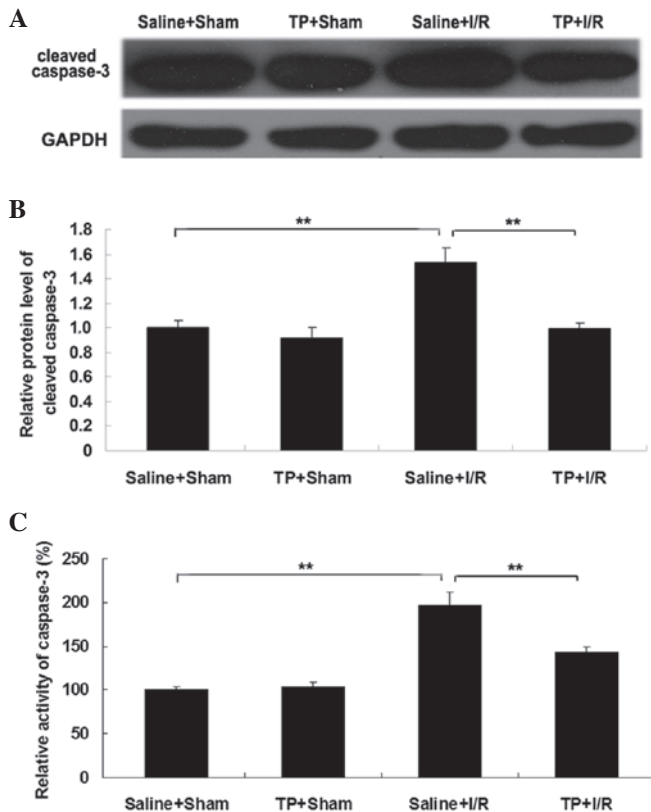 A
Saline+Sham TP+Sham Saline+I/R TP+I/R
cleaved
caspase-3
GAPDH
B
Relative protein level of
cleaved caspase-3
1.8
1.6
1.4
1.2
1.0
0.8
0.6
0.4
0.2
0
** **
Saline+Sham TP+Sham Saline+I/R TP+I/R
C
Relative activity of caspase-3 (%)
250
200
150
100
50
0
** **
Saline+Sham TP+Sham Saline+I/R TP+I/R